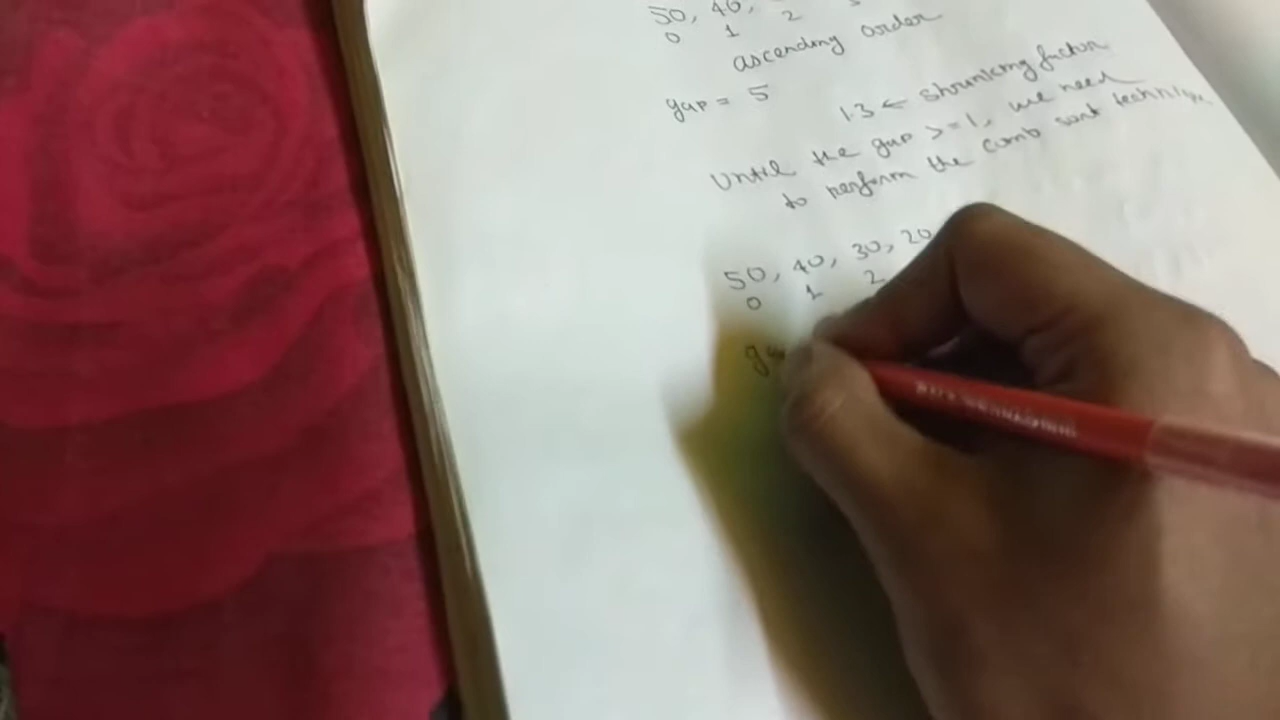 50, 40,
0 1 2
ascending order
gap = 5
1.3 ← shrinking factor
Until the gap >=1, we need
to perform the comb sort technique
50, 40, 30, 20
0 1 2